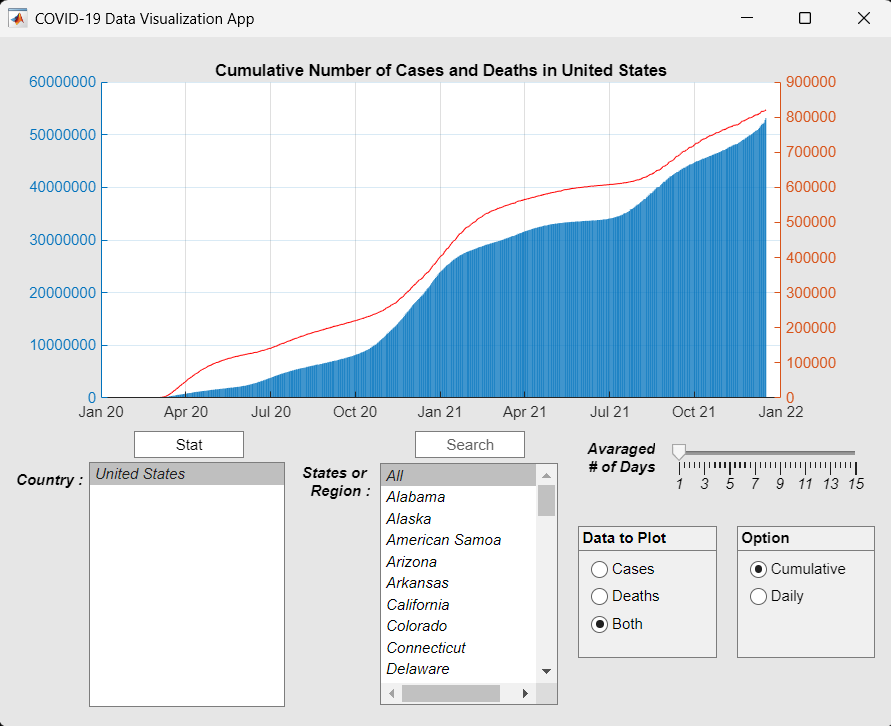 COVID-19 Data Visualization App
Cumulative Number of Cases and Deaths in United States
60000000
50000000
40000000
30000000
20000000
10000000
0
900000
800000
700000
600000
500000
400000
300000
200000
100000
0
Jan 20 Apr 20 Jul 20 Oct 20 Jan 21 Apr 21 Jul 21 Oct 21 Jan 22
Stat
Country :
United States
Search
States or
Region :
All
Alabama
Alaska
American Samoa
Arizona
Arkansas
California
Colorado
Connecticut
Delaware
Avaraged
# of Days
1 3 5 7 9 11 13 15
Data to Plot
Cases
Deaths
Both
Option
Cumulative
Daily